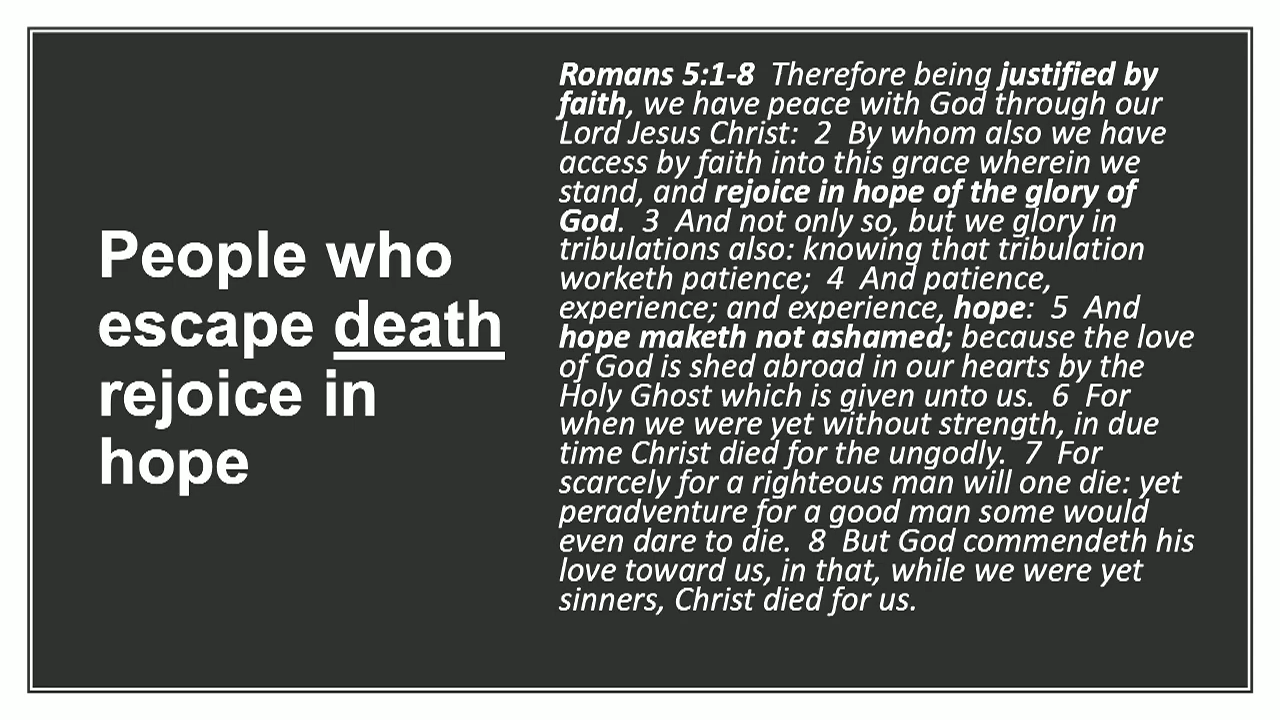 People who
escape death
rejoice in
hope
Romans 5:1-8  Therefore being justified by
faith, we have peace with God through our
Lord Jesus Christ:  2  By whom also we have
access by faith into this grace wherein we
stand, and rejoice in hope of the glory of
God.  3  And not only so, but we glory in
tribulations also: knowing that tribulation
worketh patience;  4  And patience,
experience; and experience, hope:  5  And
hope maketh not ashamed; because the love
of God is shed abroad in our hearts by the
Holy Ghost which is given unto us.  6  For
when we were yet without strength, in due
time Christ died for the ungodly.  7  For
scarcely for a righteous man will one die: yet
peradventure for a good man some would
even dare to die.  8  But God commendeth his
love toward us, in that, while we were yet
sinners, Christ died for us.